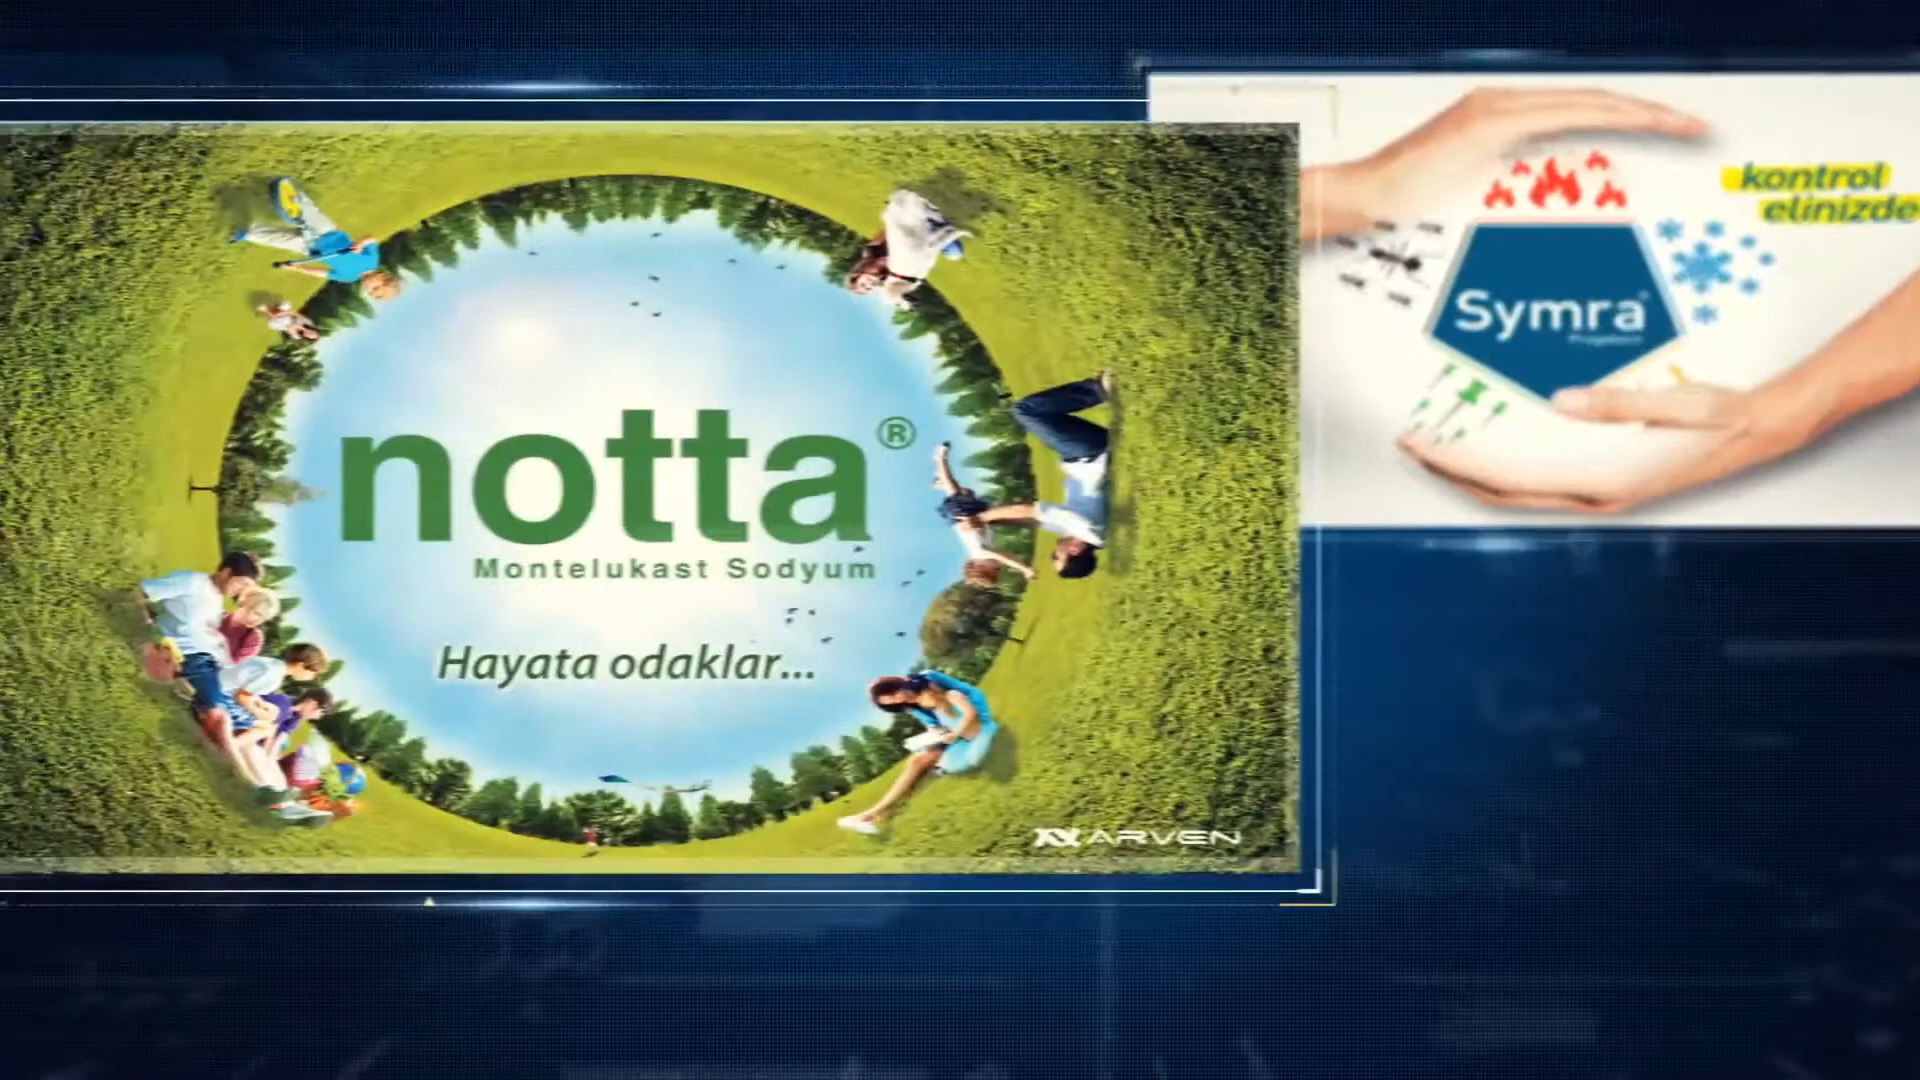 notta®
Montelukast Sodyum
Hayata odaklar...
ARVEN
kontrol
elinizde
Symra